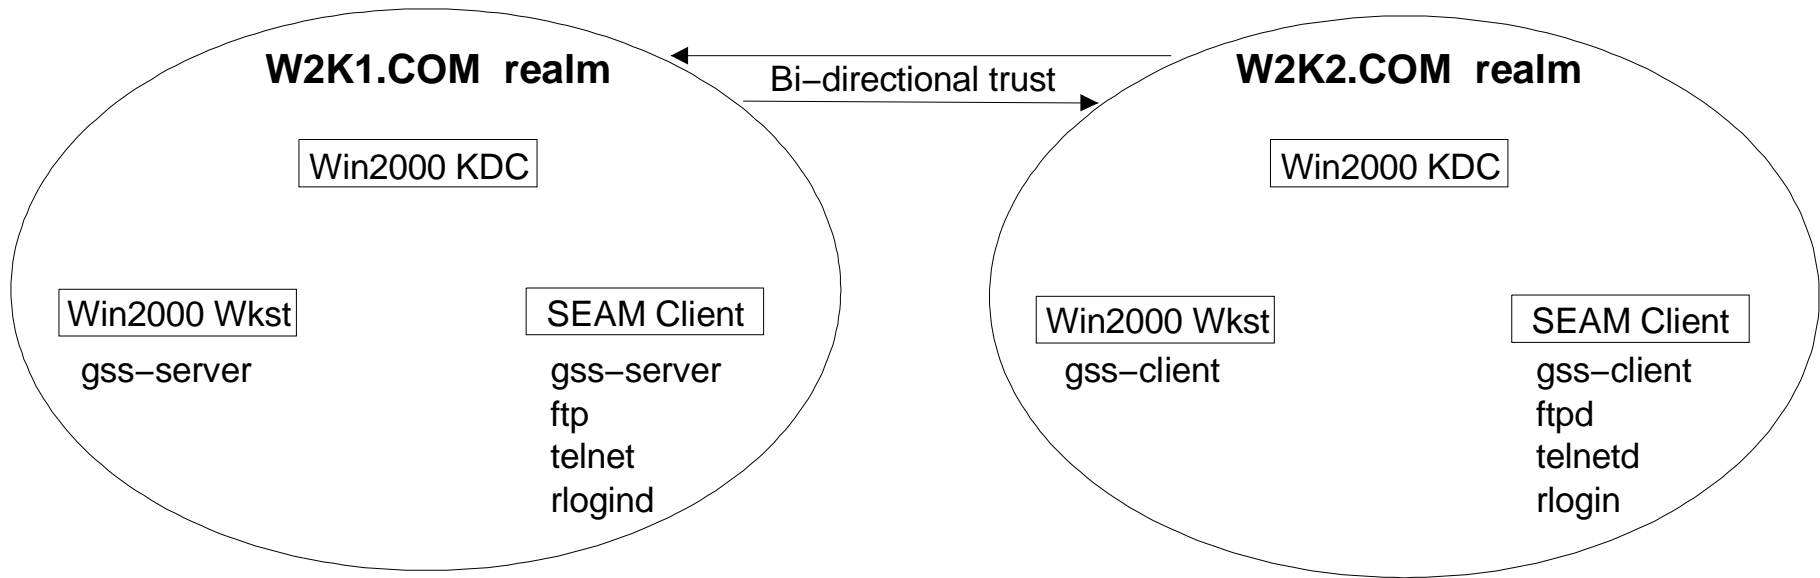 W2K1.COM realm
Bi−directional trust
W2K2.COM realm
Win2000 KDC
Win2000 KDC
Win2000 Wkst
gss−server
SEAM Client
gss−server
ftp
telnet
rlogind
Win2000 Wkst
gss−client
SEAM Client
gss−client
ftpd
telnetd
rlogin